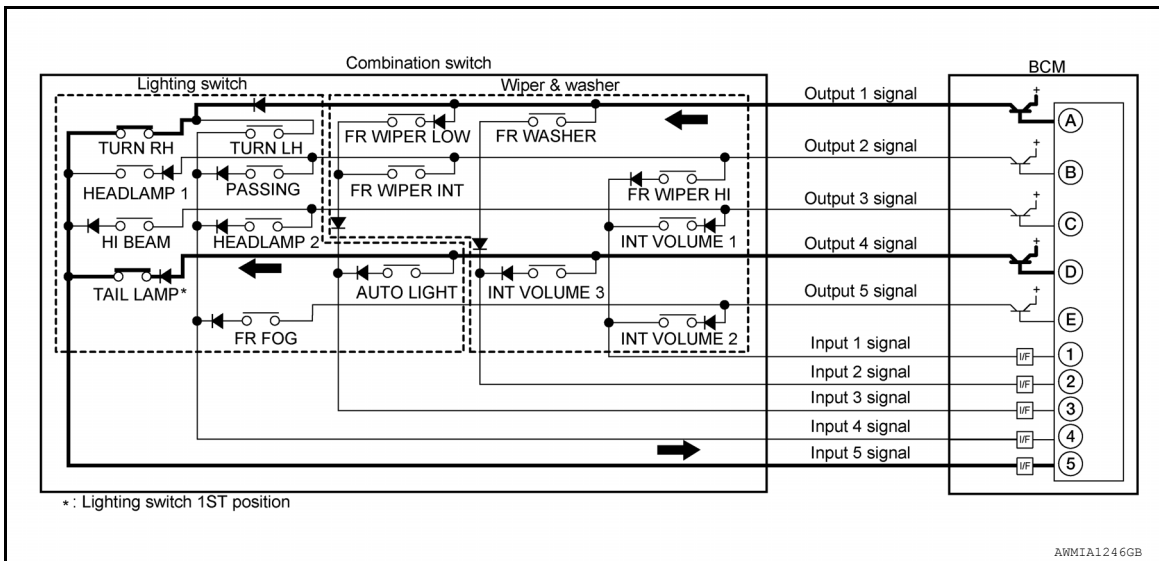 Combination switch
BCM
Lighting switch
Wiper & washer
Output 1 signal
+
A
TURN RH
TURN LH
FR WIPER LOW
FR WASHER
Output 2 signal
+
B
HEADLAMP 1
PASSING
FR WIPER INT
FR WIPER HI
Output 3 signal
+
C
HI BEAM
HEADLAMP 2
INT VOLUME 1
Output 4 signal
+
D
TAIL LAMP*
AUTO LIGHT
INT VOLUME 3
Output 5 signal
+
E
FR FOG
INT VOLUME 2
Input 1 signal
I/F
1
Input 2 signal
I/F
2
Input 3 signal
I/F
3
Input 4 signal
I/F
4
Input 5 signal
I/F
5
* : Lighting switch 1ST position
AWMIA1246GB